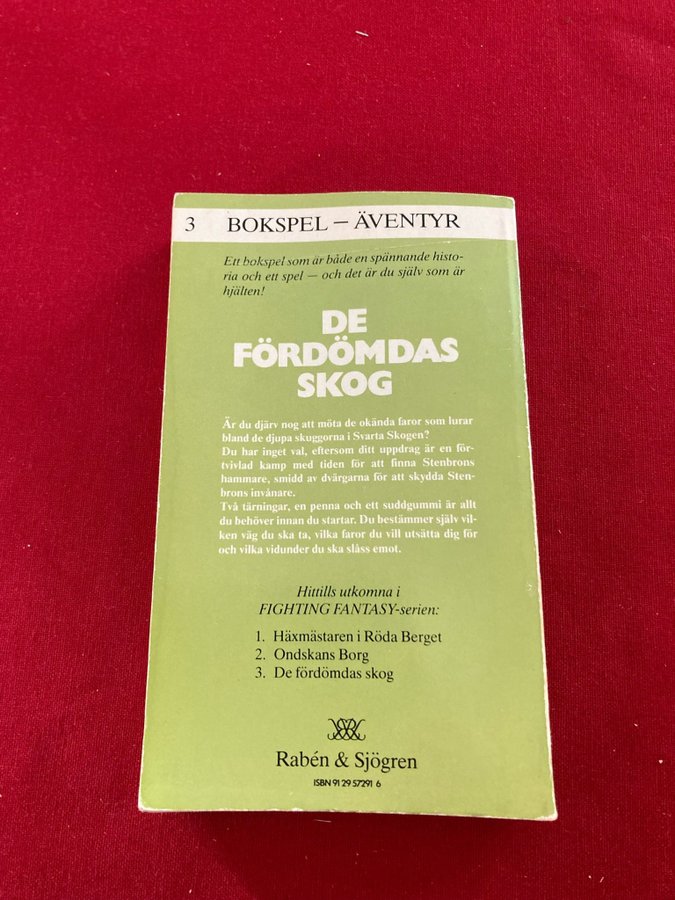 3 BOKSPEL – ÄVENTYR
Ett bokspel som är både en spännande histo-
ria och ett spel — och det är du själv som är
hjälten!
DE
FÖRDÖMDAS
SKOG
Är du djärv nog att möta de okända faror som lurar
bland de djupa skuggorna i Svarta Skogen?
Du har inget val, eftersom ditt uppdrag är en för-
tvivlad kamp med tiden för att finna Stenbrons
hammare, smidd av dvärgarna för att skydda Sten-
brons invånare.
Två tärningar, en penna och ett suddgummi är allt
du behöver innan du startar. Du bestämmer själv vil-
ken väg du ska ta, vilka faror du vill utsätta dig för
och vilka vidunder du ska slåss emot.
Hittills utkomna i
FIGHTING FANTASY-serien:
1. Häxmästaren i Röda Berget
2. Ondskans Borg
3. De fördömdas skog
Rabén & Sjögren
ISBN 91 29 57291 6